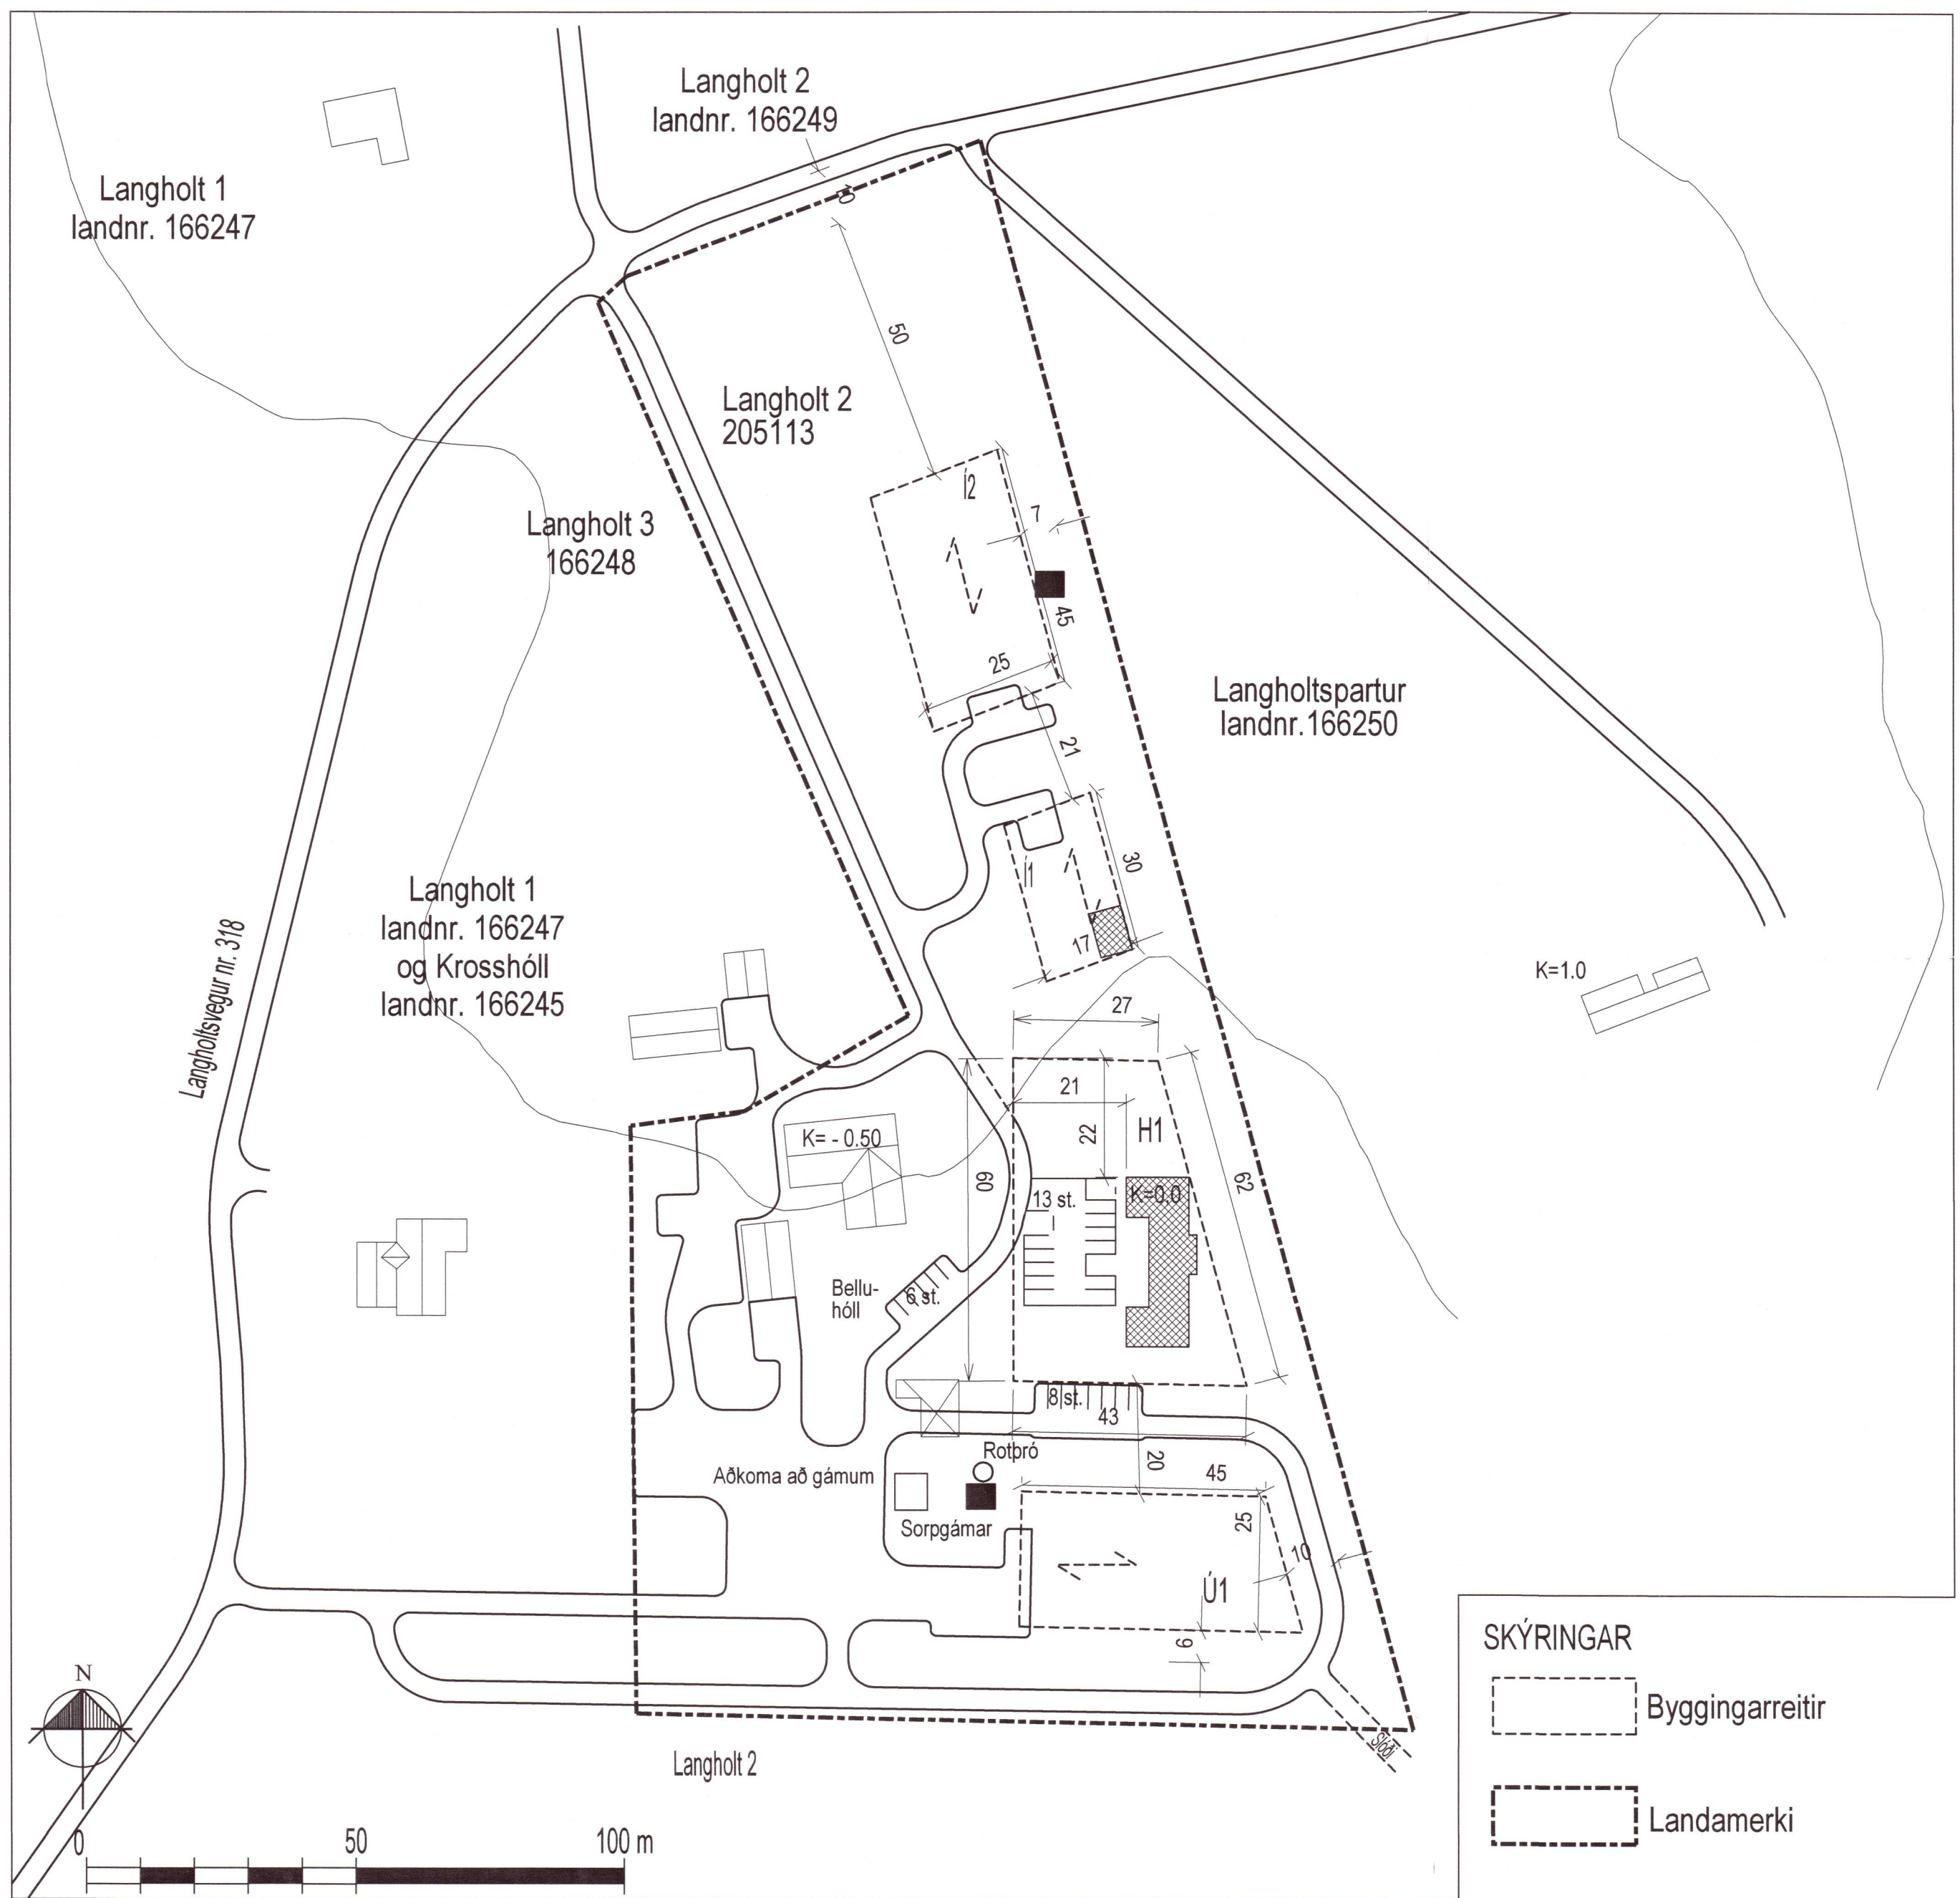 Langholt 2
landnr. 166249
Langholt 1
landnr. 166247
10
50
Langholt 2
205113
Í2
7
Langholt 3
166248
45
25
Langholtspartur
landnr.166250
21
30
Í1
17
Langholt 1
landnr. 166247
og Krosshóll
landnr. 166245
Langholtsvegur nr. 318
K=1.0
27
21
22
H1
K= - 0.50
60
62
13 st.
K=0.0
Bellu-
hóll
6 st.
8 st.
43
Rotþró
20
45
Aðkoma að gámum
Sorpgámar
25
10
Ú1
6
SKÝRINGAR
Byggingarreitir
Landamerki
N
Slóði
Langholt 2
0
50
100 m